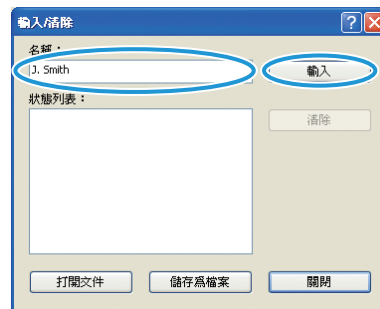 輸入/清除
名稱：
J. Smith
輸入
狀態列表：
清除
打開文件
儲存爲檔案
關閉